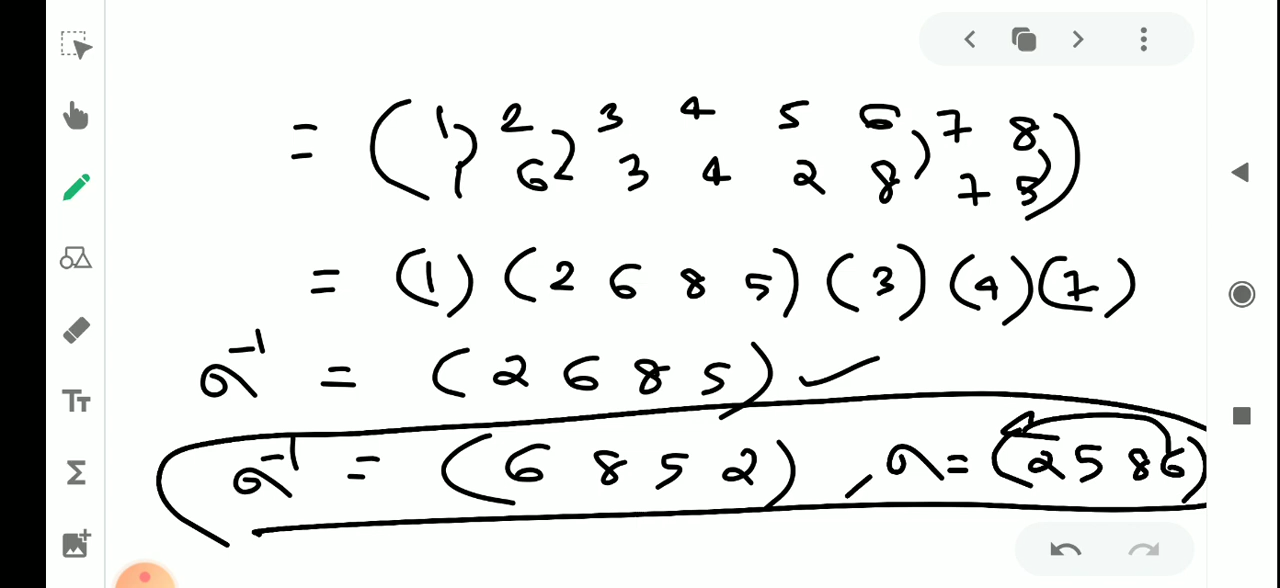 = ( 1 2 3 4 5 6 7 8
1 6 3 4 2 8 7 5 )
= (1) (2 6 8 5) (3) (4) (7)
σ⁻¹ = (2 6 8 5) ✓
σ⁻¹ = (6 8 5 2) , σ = (2 5 8 6)
Tт
Σ